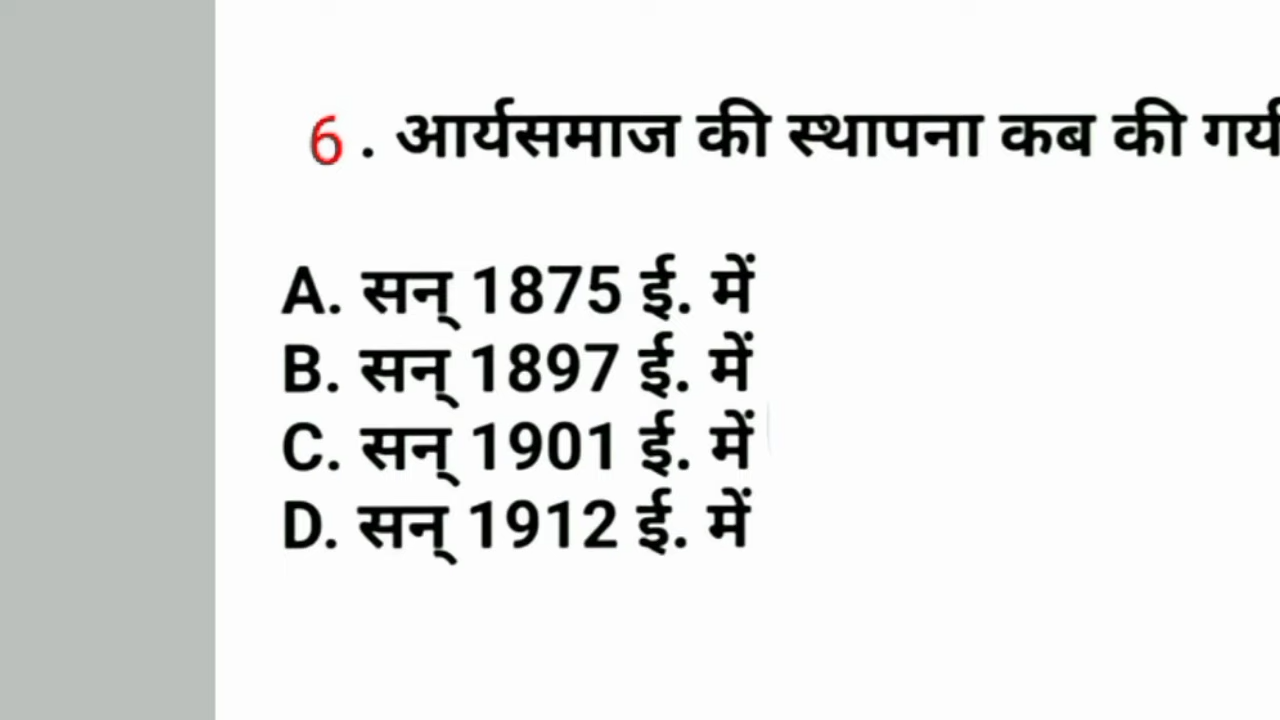 6. आर्यसमाज की स्थापना कब की गयी
A. सन् 1875 ई. में
B. सन् 1897 ई. में
C. सन् 1901 ई. में
D. सन् 1912 ई. में